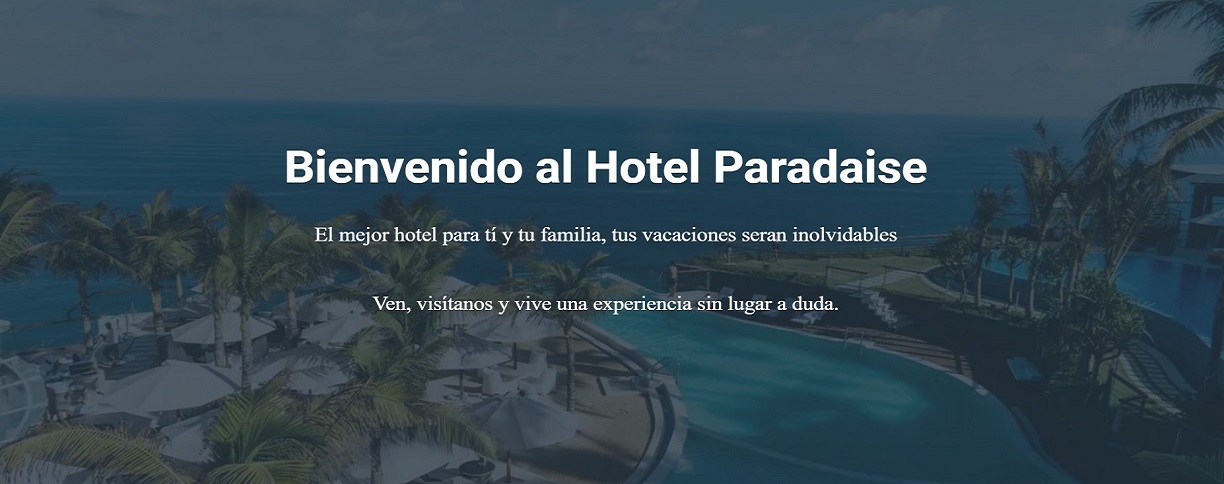 Bienvenido al Hotel Paradaise
El mejor hotel para tí y tu familia, tus vacaciones seran inolvidables
Ven, visítanos y vive una experiencia sin lugar a duda.